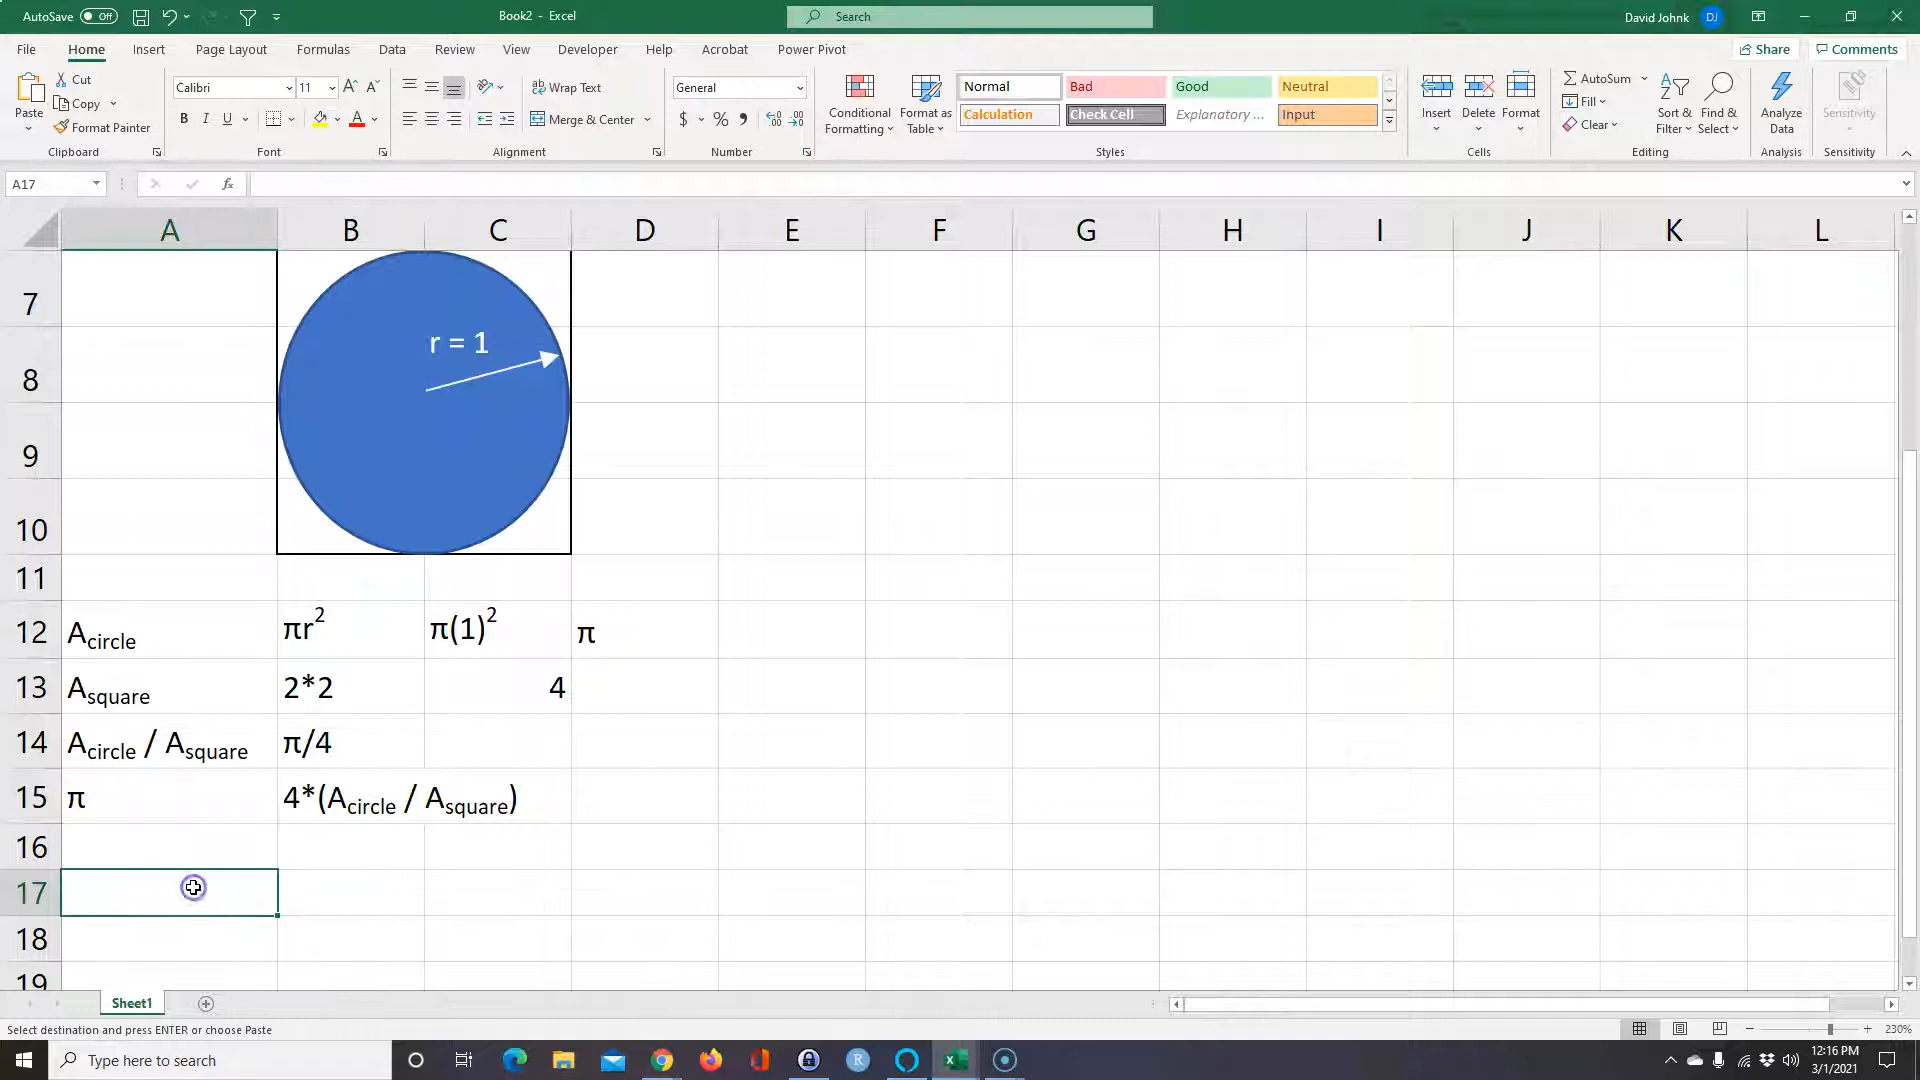 AutoSave Off Book2 - Excel Search David Johnk DJ
File Home Insert Page Layout Formulas Data Review View Developer Help Acrobat Power Pivot Share Comments
Paste Cut Copy Format Painter Clipboard
Calibri 11 A A B I U A Font
Wrap Text Merge & Center Alignment
General $ % Number
Conditional Formatting Format as Table
Normal Bad Good Neutral
Calculation Check Cell Explanatory ... Input
Styles
Insert Delete Format Cells
AutoSum Fill Clear Sort & Filter Find & Select Editing
Analyze Data Analysis
Sensitivity Sensitivity
A17 fx
A B C D E F G H I J K L
7
r = 1
8
9
10
11
12 Acircle πr² π(1)² π
13 Asquare 2*2 4
14 Acircle / Asquare π/4
15 π 4*(Acircle / Asquare)
16
17
18
19
Sheet1
Select destination and press ENTER or choose Paste 230%
Type here to search R 12:16 PM
3/1/2021